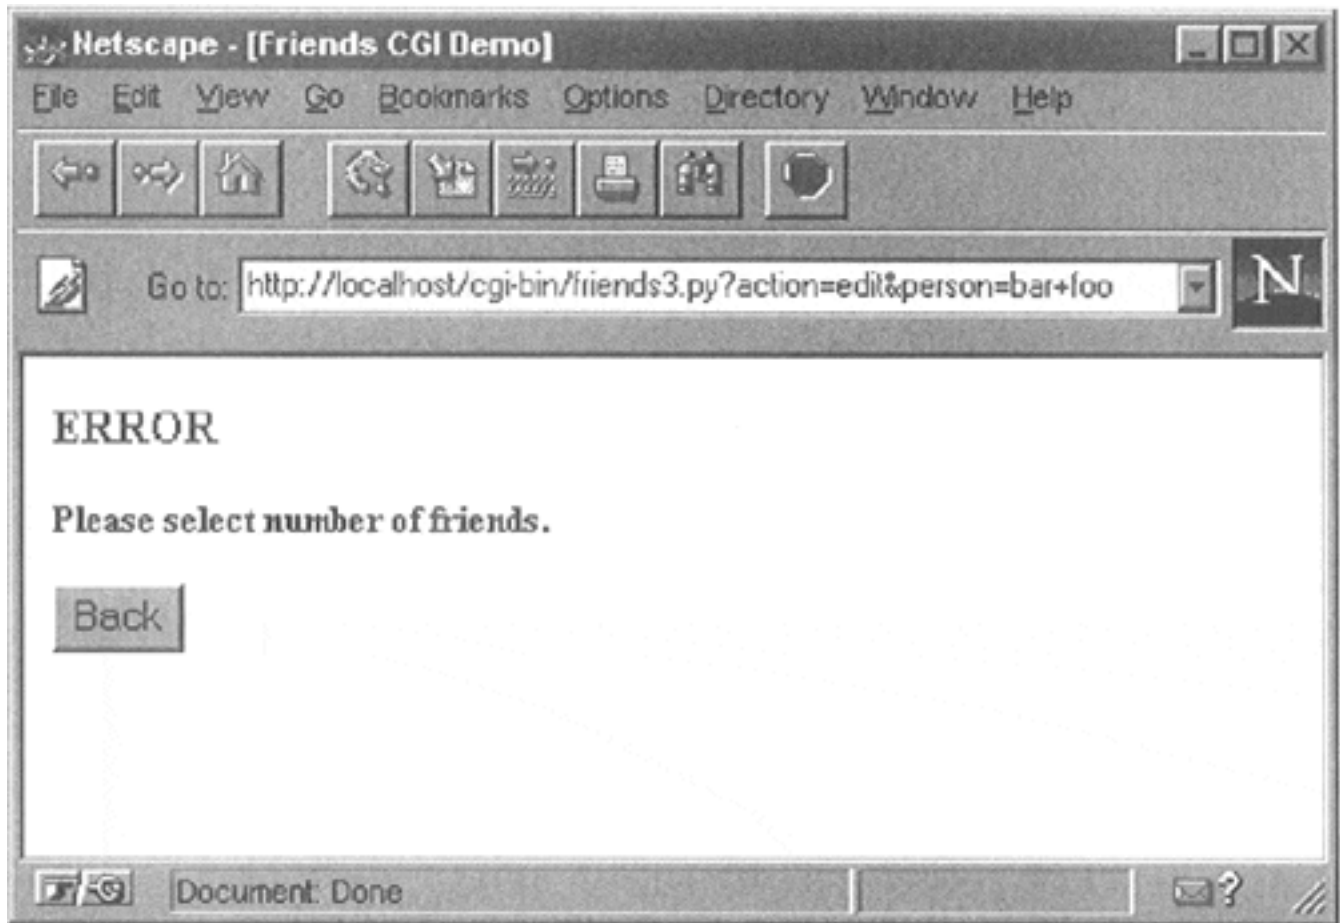 Netscape - [Friends CGI Demo]
File Edit View Go Bookmarks Options Directory Window Help
Go to: http://localhost/cgi-bin/friends3.py?action=edit&person=bar+foo
N
ERROR
Please select number of friends.
Back
Document: Done
?